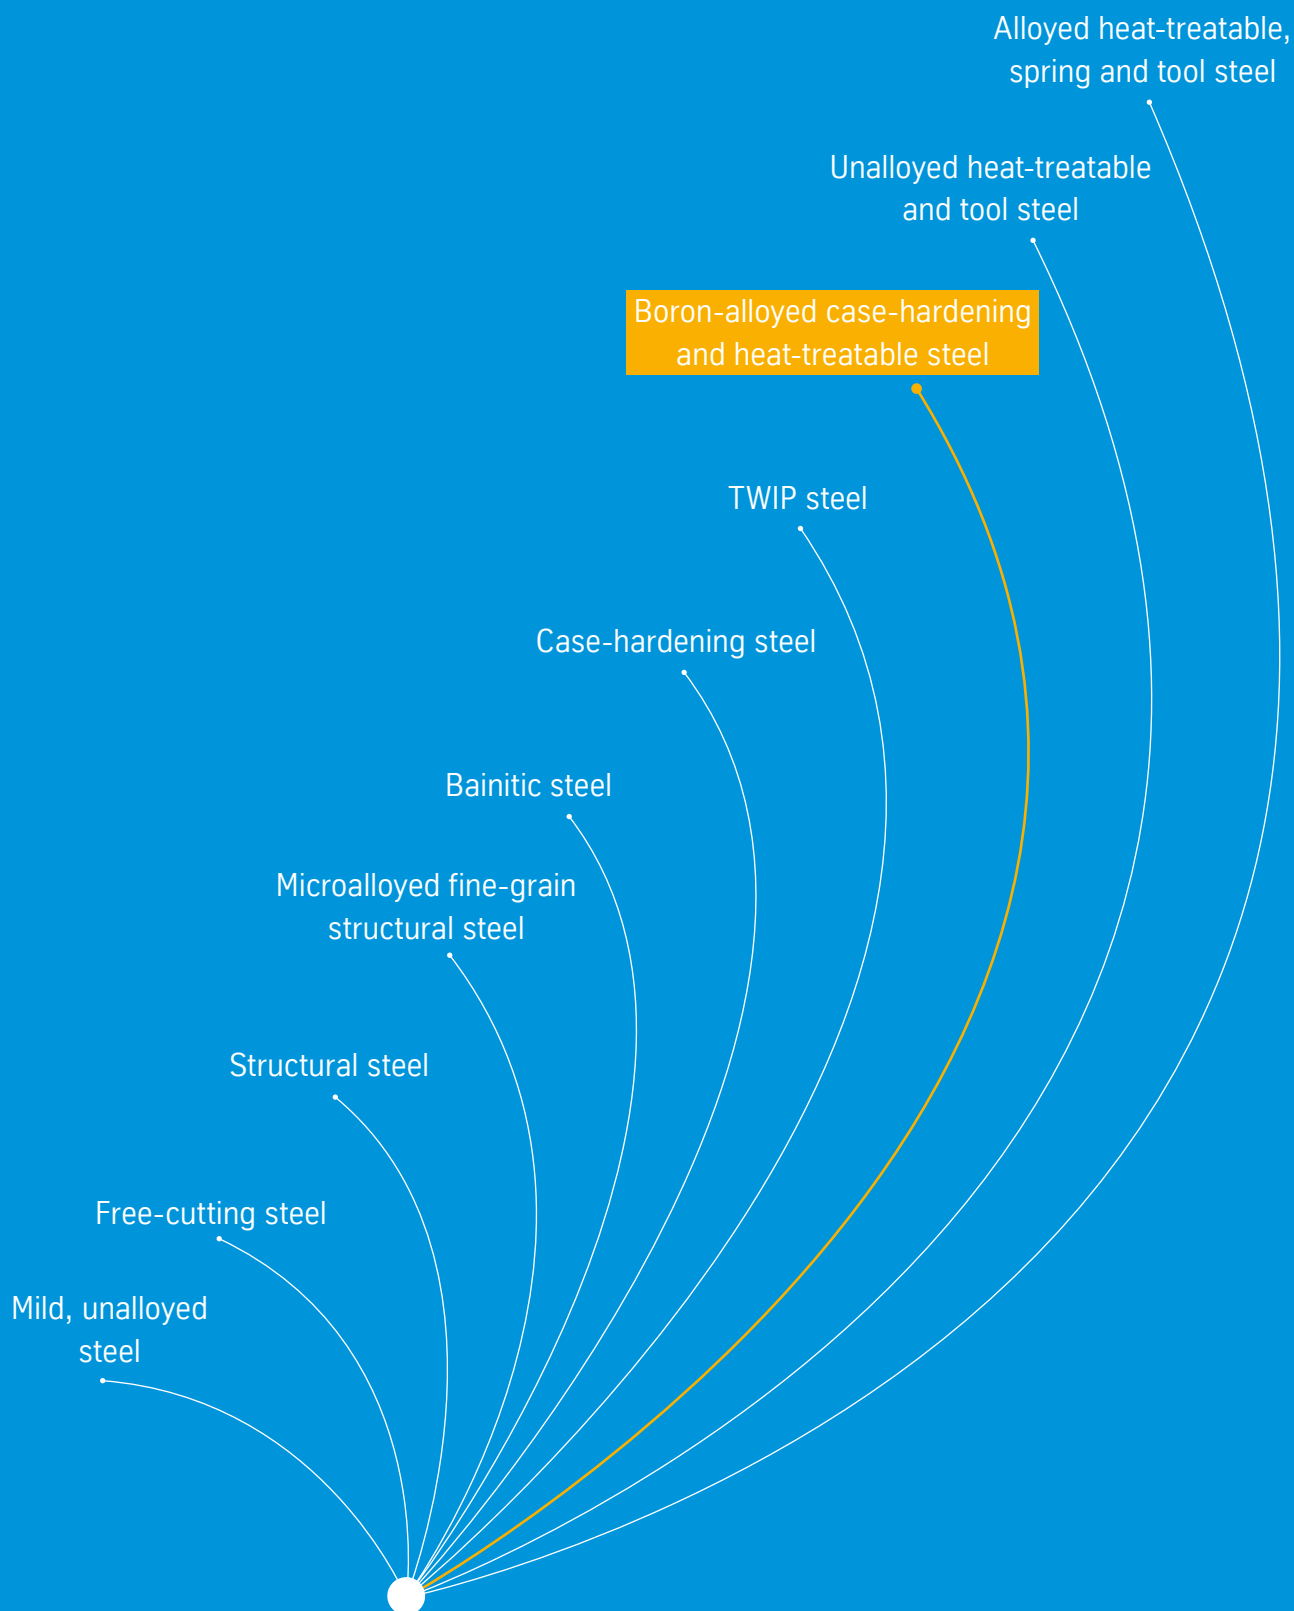 Alloyed heat-treatable,
spring and tool steel
Unalloyed heat-treatable
and tool steel
Boron-alloyed case-hardening
and heat-treatable steel
TWIP steel
Case-hardening steel
Bainitic steel
Microalloyed fine-grain
structural steel
Structural steel
Free-cutting steel
Mild, unalloyed
steel